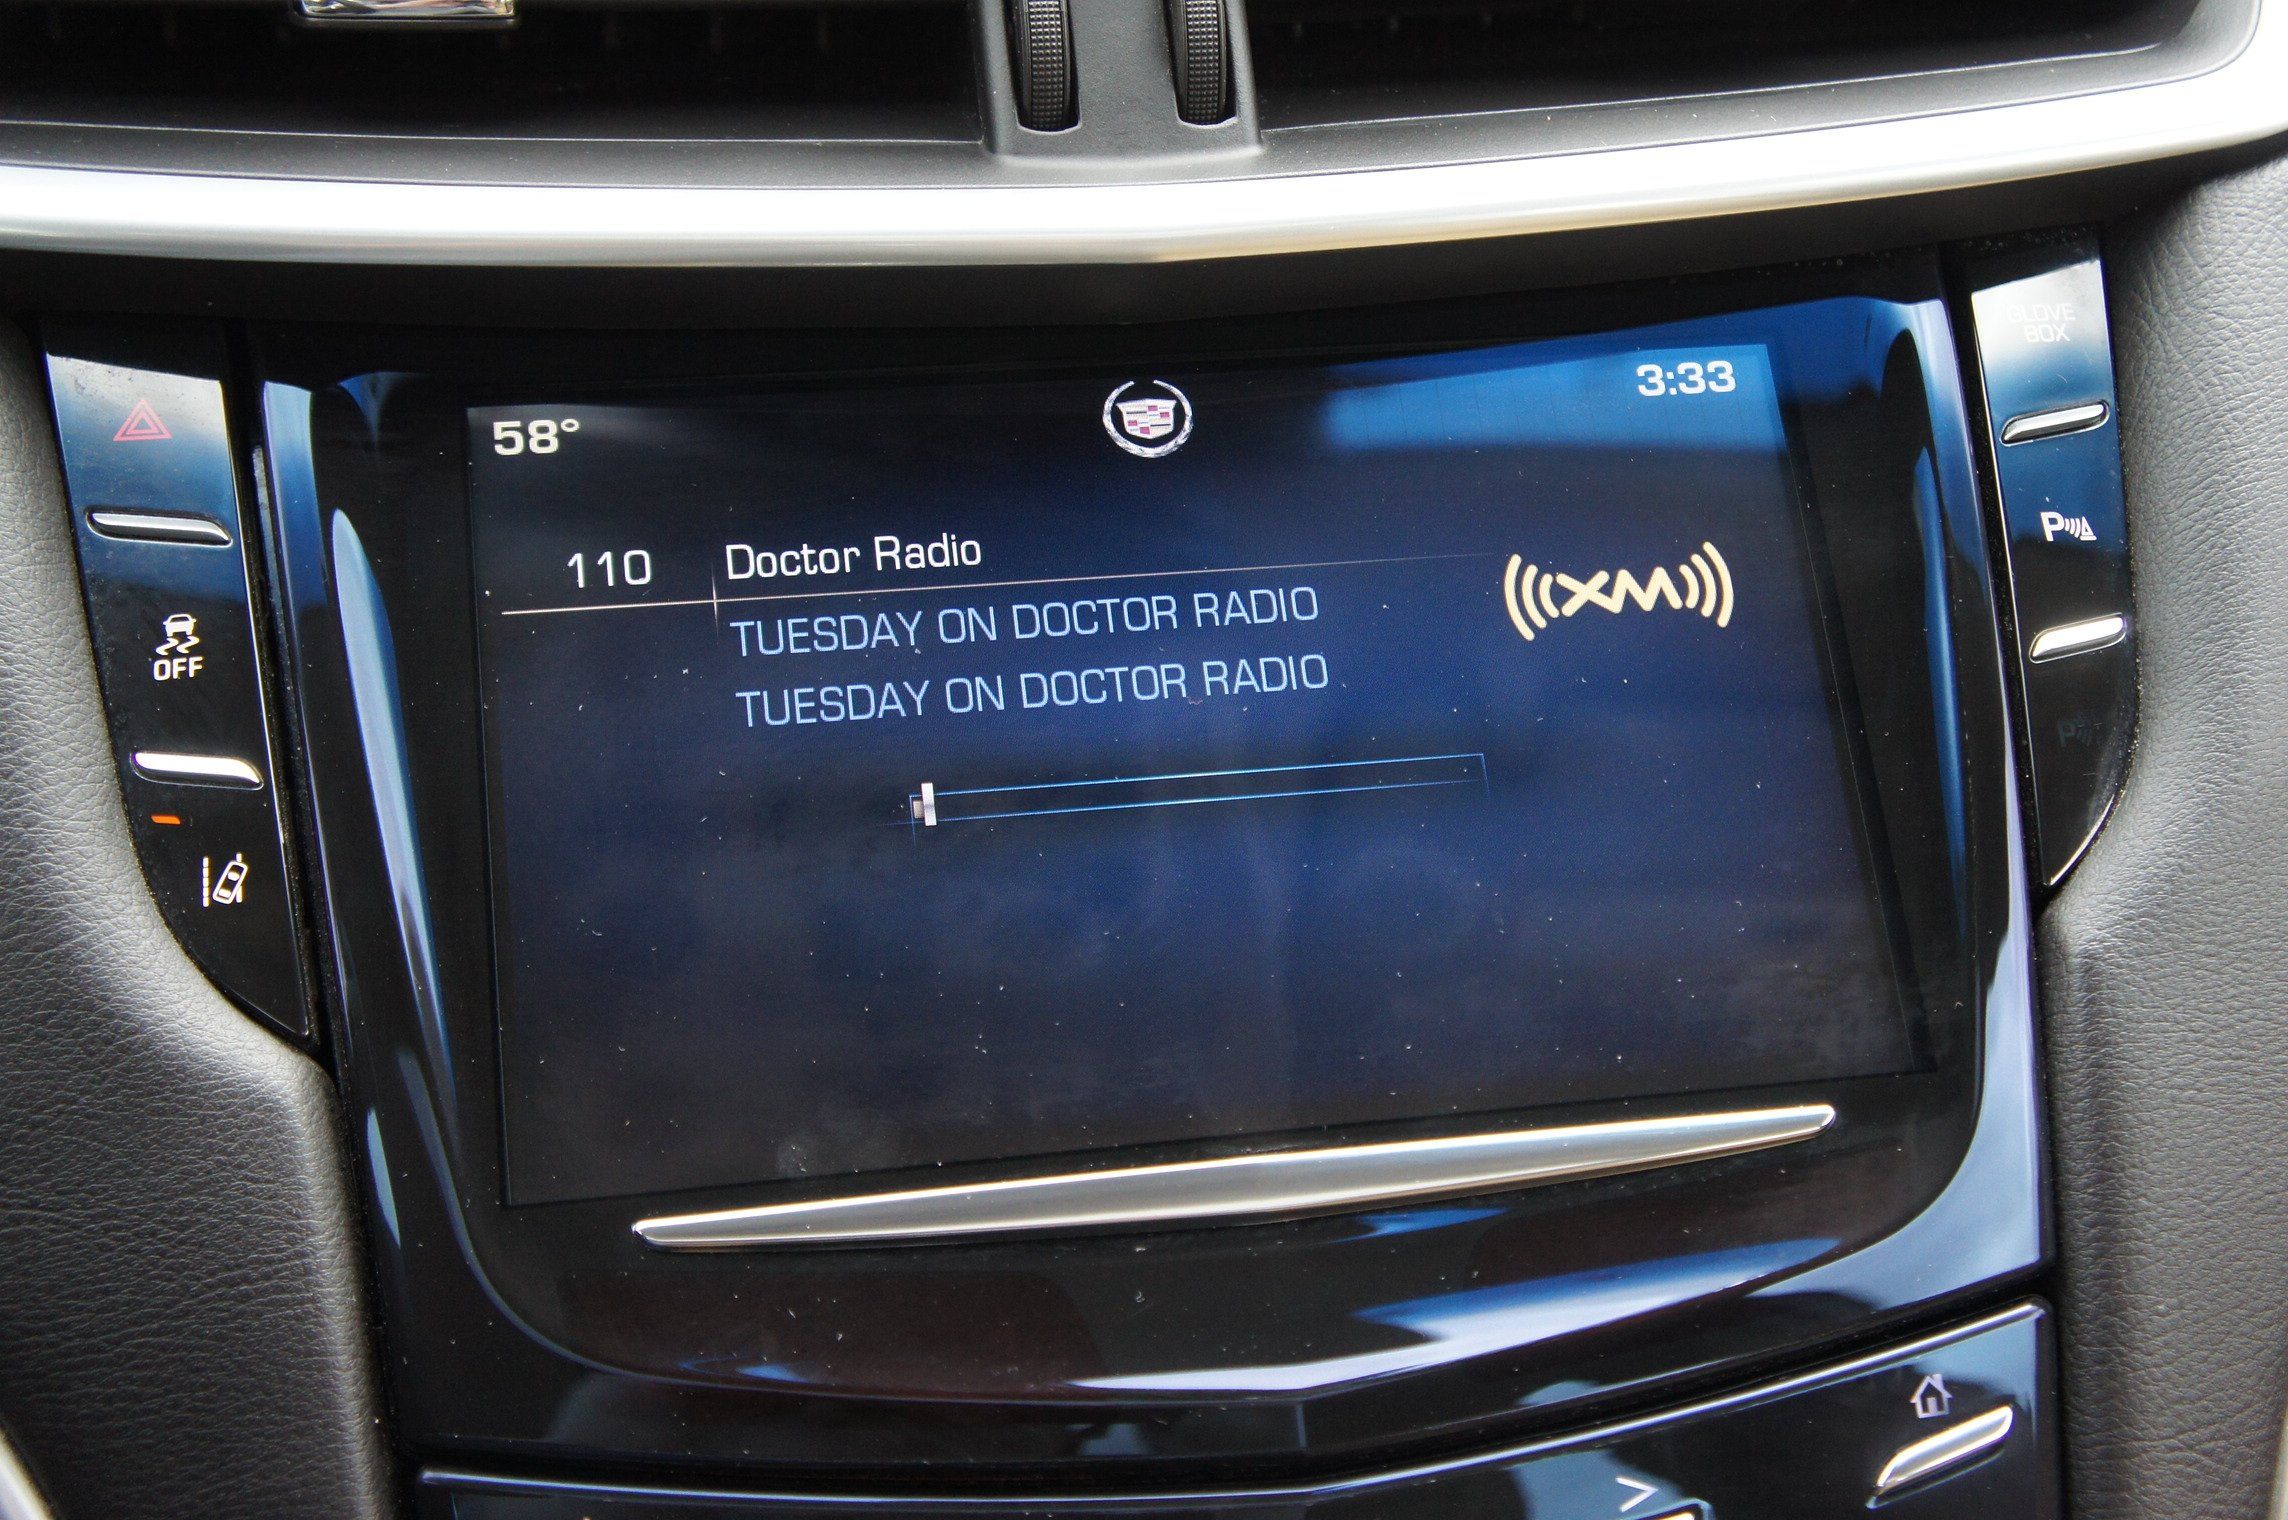 GLOVE
BOX
58°
3:33
110 Doctor Radio
TUESDAY ON DOCTOR RADIO
TUESDAY ON DOCTOR RADIO
XM
OFF
P